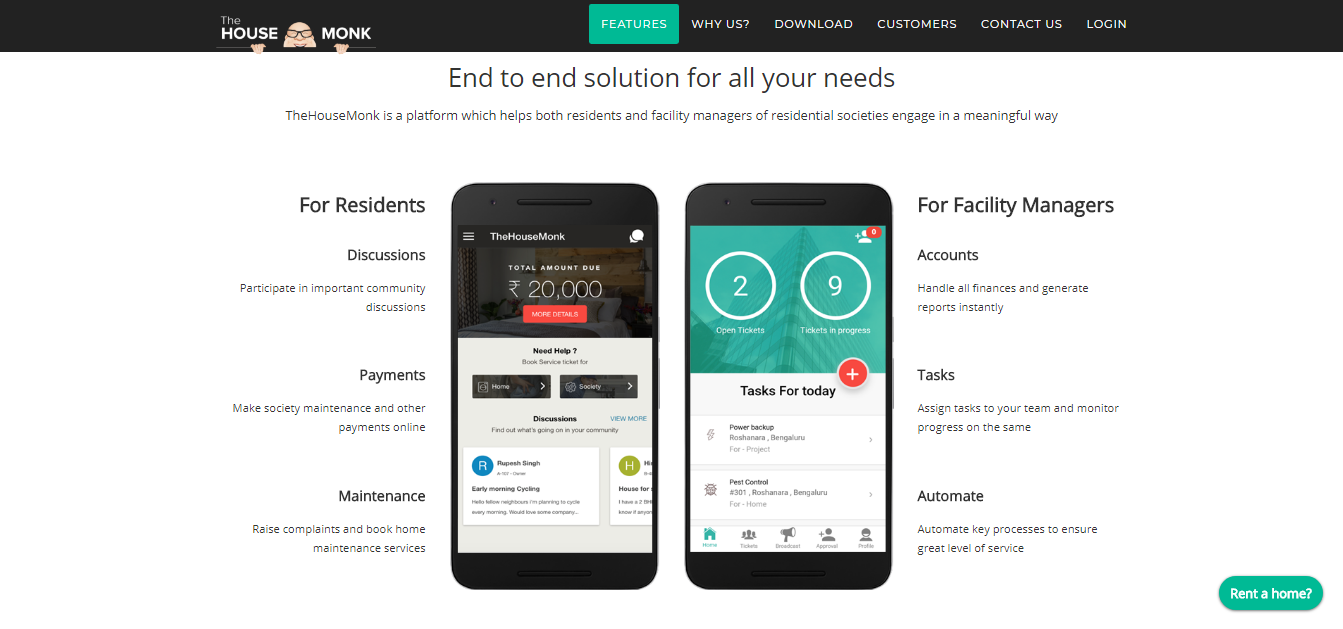 The
HOUSE MONK
FEATURES
WHY US?
DOWNLOAD
CUSTOMERS
CONTACT US
LOGIN
End to end solution for all your needs
TheHouseMonk is a platform which helps both residents and facility managers of residential societies engage in a meaningful way
For Residents
Discussions
Participate in important community
discussions
Payments
Make society maintenance and other
payments online
Maintenance
Raise complaints and book home
maintenance services
TheHouseMonk
TOTAL AMOUNT DUE
₹ 20,000
MORE DETAILS
Need Help ?
Book Service ticket for
Home
Society
Discussions
VIEW MORE
Find out what's going on in your community
R
Rupesh Singh
A-102 - Owner
Early morning Cycling
Hello fellow neighbours I'm planning to cycle
every morning. Would love some company...
H
House for
I have a 2 BH
know if anyon
0
2
9
Open Tickets
Tickets in progress
+
Tasks For today
Power backup
Roshanara , Bengaluru
For - Project
Pest Control
#301 , Roshanara , Bengaluru
For - Home
Home
Tickets
Broadcast
Approval
Profile
For Facility Managers
Accounts
Handle all finances and generate
reports instantly
Tasks
Assign tasks to your team and monitor
progress on the same
Automate
Automate key processes to ensure
great level of service
Rent a home?